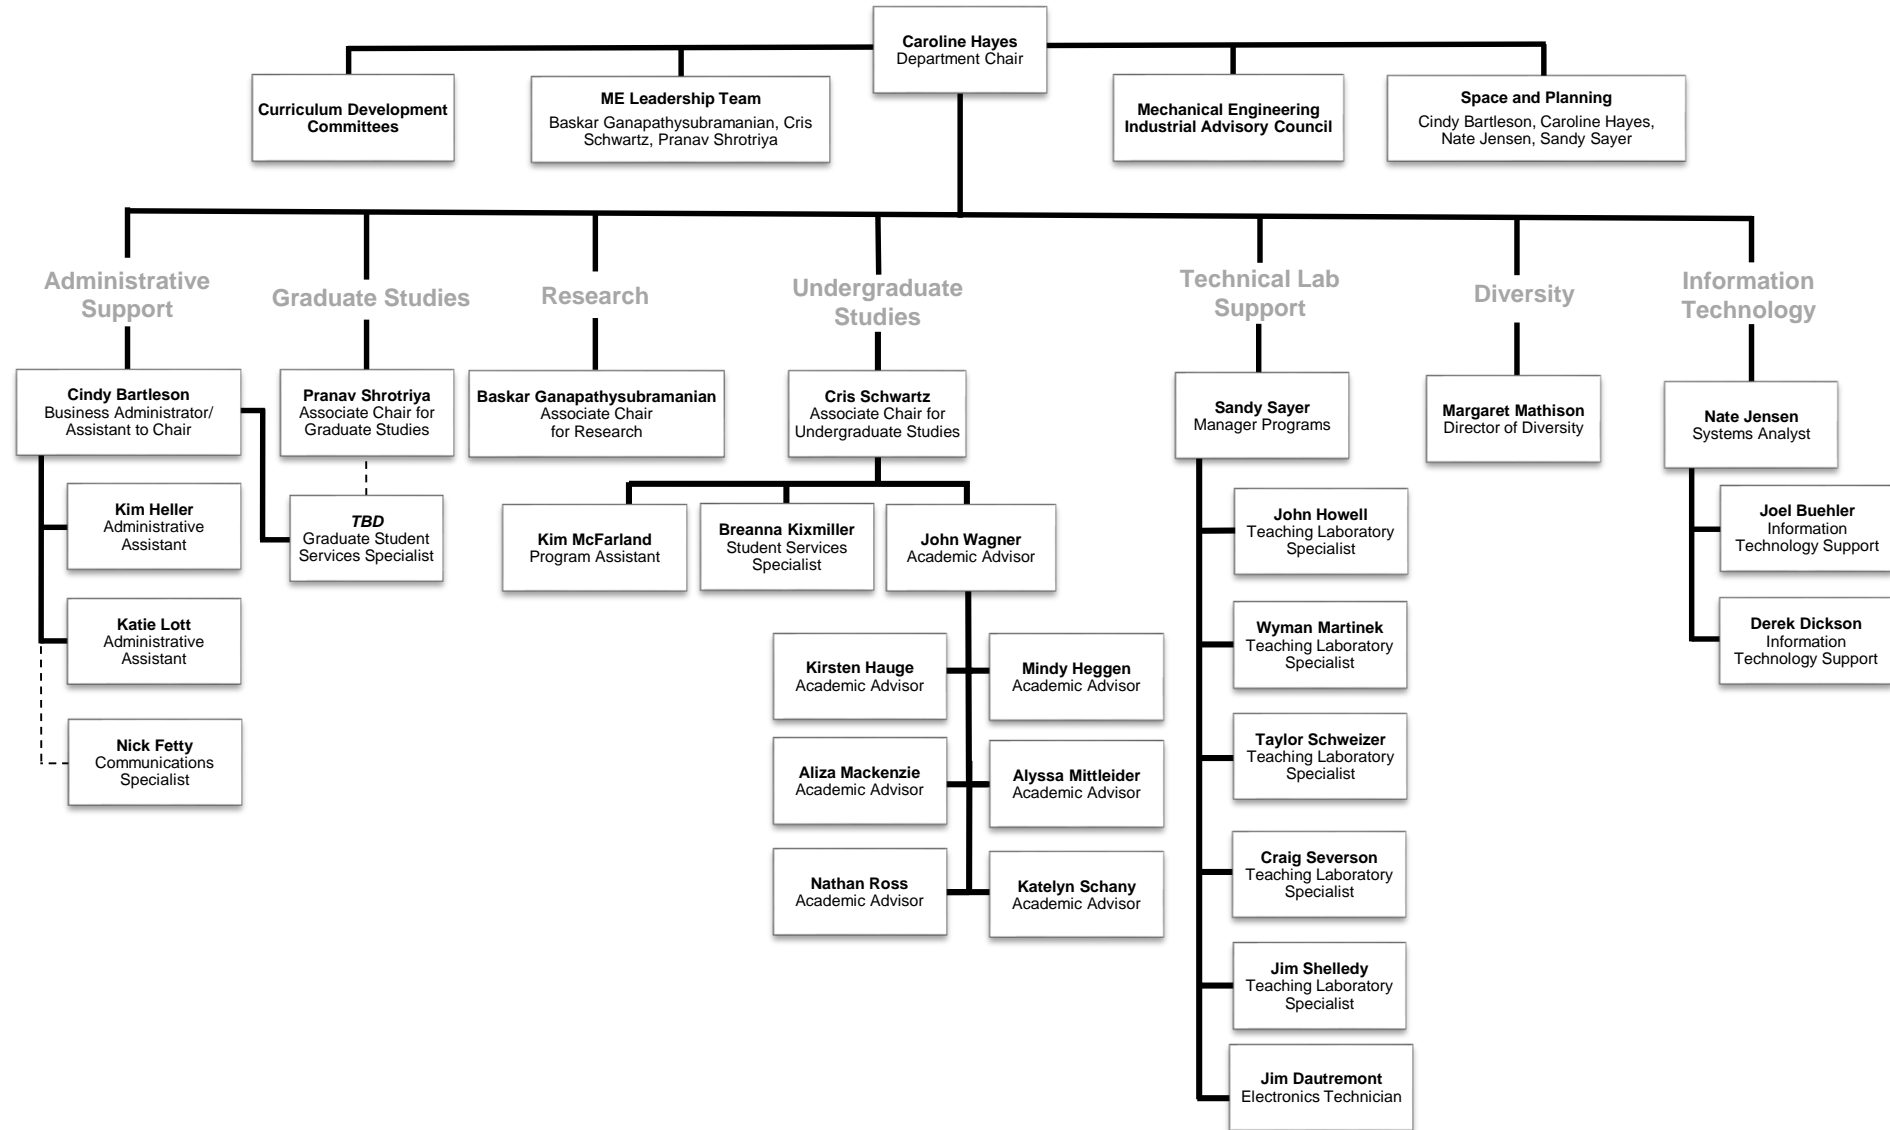 Caroline Hayes
Department Chair
Curriculum Development
Committees
ME Leadership Team
Baskar Ganapathysubramanian, Cris
Schwartz, Pranav Shrotriya
Mechanical Engineering
Industrial Advisory Council
Space and Planning
Cindy Bartleson, Caroline Hayes,
Nate Jensen, Sandy Sayer
Administrative
Support
Graduate Studies
Research
Undergraduate
Studies
Technical Lab
Support
Diversity
Information
Technology
Cindy Bartleson
Business Administrator/
Assistant to Chair
Pranav Shrotriya
Associate Chair for
Graduate Studies
Baskar Ganapathysubramanian
Associate Chair
for Research
Cris Schwartz
Associate Chair for
Undergraduate Studies
Sandy Sayer
Manager Programs
Margaret Mathison
Director of Diversity
Nate Jensen
Systems Analyst
Kim Heller
Administrative
Assistant
TBD
Graduate Student
Services Specialist
Katie Lott
Administrative
Assistant
Nick Fetty
Communications
Specialist
Kim McFarland
Program Assistant
Breanna Kixmiller
Student Services
Specialist
John Wagner
Academic Advisor
Kirsten Hauge
Academic Advisor
Mindy Heggen
Academic Advisor
Aliza Mackenzie
Academic Advisor
Alyssa Mittleider
Academic Advisor
Nathan Ross
Academic Advisor
Katelyn Schany
Academic Advisor
John Howell
Teaching Laboratory
Specialist
Wyman Martinek
Teaching Laboratory
Specialist
Taylor Schweizer
Teaching Laboratory
Specialist
Craig Severson
Teaching Laboratory
Specialist
Jim Shelledy
Teaching Laboratory
Specialist
Jim Dautremont
Electronics Technician
Joel Buehler
Information
Technology Support
Derek Dickson
Information
Technology Support